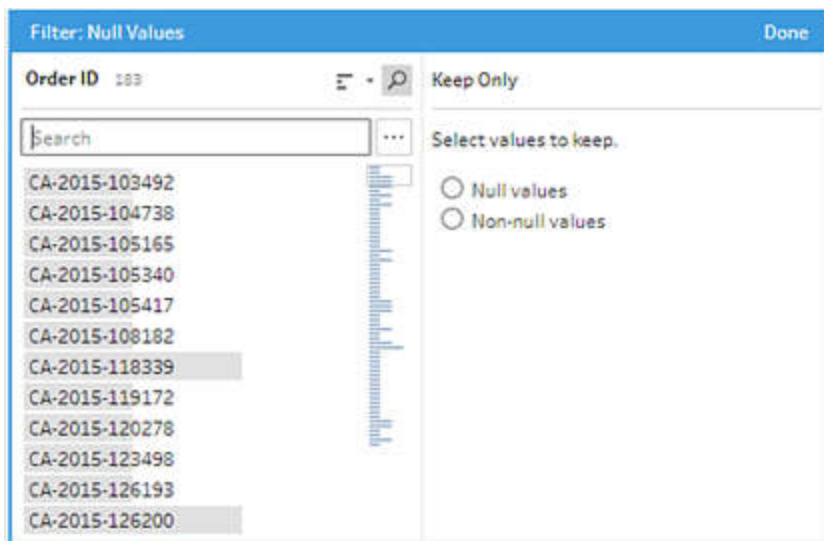 Filter: Null Values Done
Order ID 183
Keep Only
Search ...
Select values to keep.
Null values
Non-null values
CA-2015-103492
CA-2015-104738
CA-2015-105165
CA-2015-105340
CA-2015-105417
CA-2015-108182
CA-2015-118339
CA-2015-119172
CA-2015-120278
CA-2015-123498
CA-2015-126193
CA-2015-126200